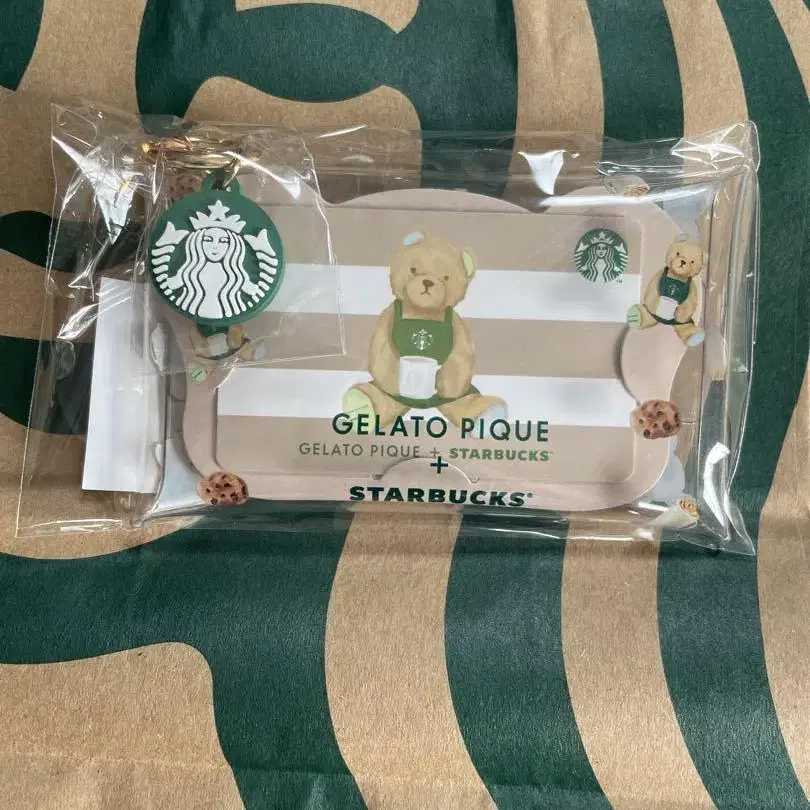 GELATO PIQUE
GELATO PIQUE + STARBUCKS
+
STARBUCKS®